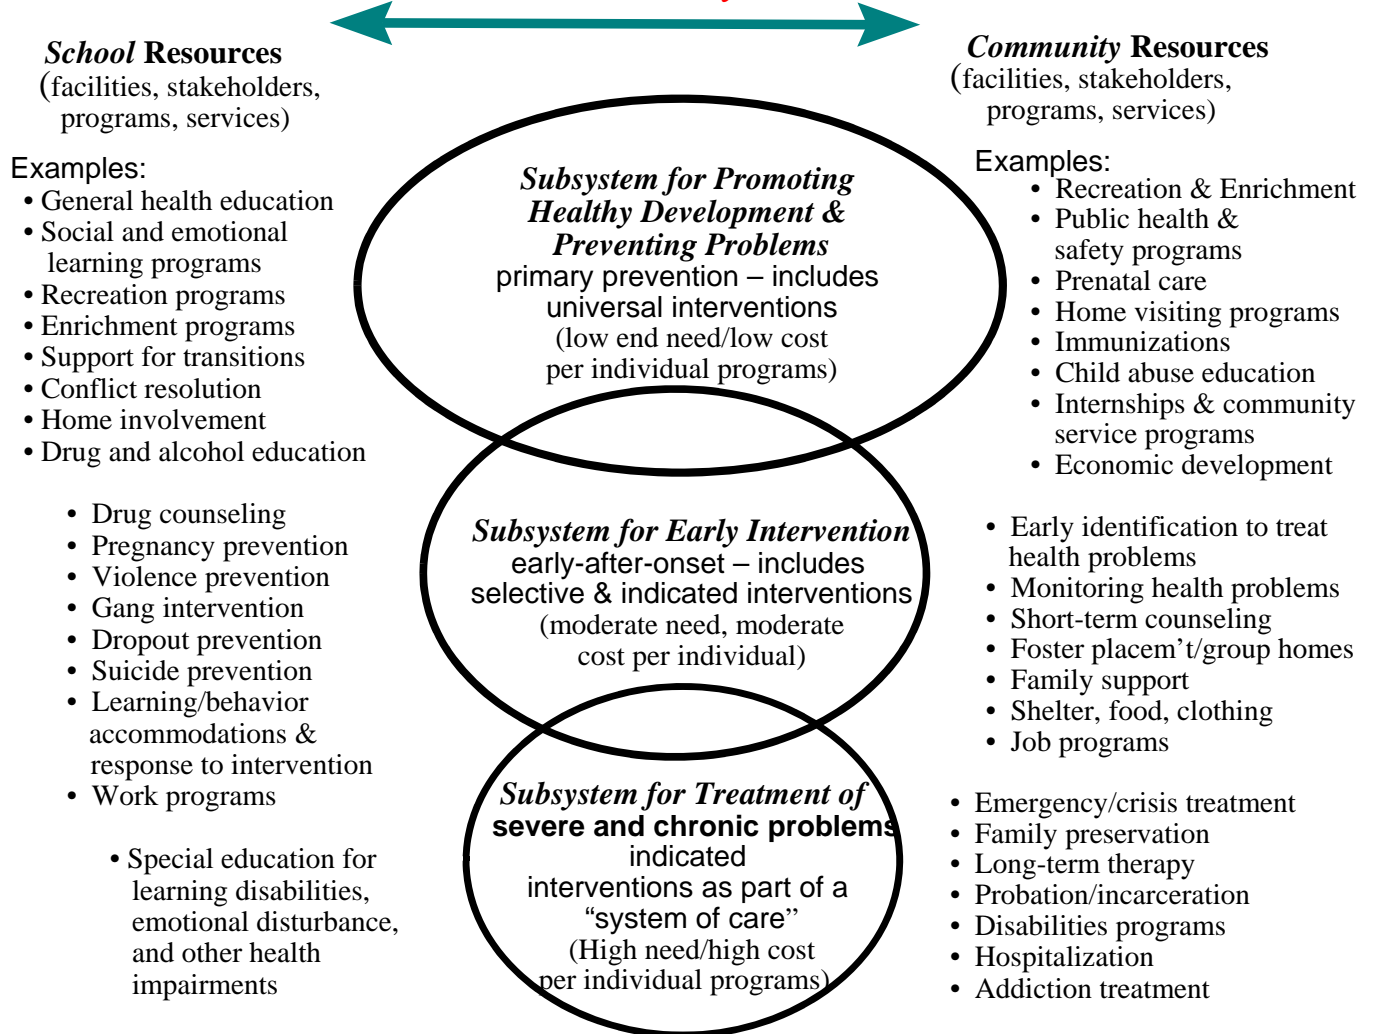 School Resources
(facilities, stakeholders,
programs, services)
Examples:
• General health education
• Social and emotional
learning programs
• Recreation programs
• Enrichment programs
• Support for transitions
• Conflict resolution
• Home involvement
• Drug and alcohol education
• Drug counseling
• Pregnancy prevention
• Violence prevention
• Gang intervention
• Dropout prevention
• Suicide prevention
• Learning/behavior
accommodations &
response to intervention
• Work programs
• Special education for
learning disabilities,
emotional disturbance,
and other health
impairments
Subsystem for Promoting
Healthy Development &
Preventing Problems
primary prevention – includes
universal interventions
(low end need/low cost
per individual programs)
Subsystem for Early Intervention
early-after-onset – includes
selective & indicated interventions
(moderate need, moderate
cost per individual)
Subsystem for Treatment of
severe and chronic problems
indicated
interventions as part of a
“system of care”
(High need/high cost
per individual programs)
Community Resources
(facilities, stakeholders,
programs, services)
Examples:
• Recreation & Enrichment
• Public health &
safety programs
• Prenatal care
• Home visiting programs
• Immunizations
• Child abuse education
• Internships & community
service programs
• Economic development
• Early identification to treat
health problems
• Monitoring health problems
• Short-term counseling
• Foster placem’t/group homes
• Family support
• Shelter, food, clothing
• Job programs
• Emergency/crisis treatment
• Family preservation
• Long-term therapy
• Probation/incarceration
• Disabilities programs
• Hospitalization
• Addiction treatment